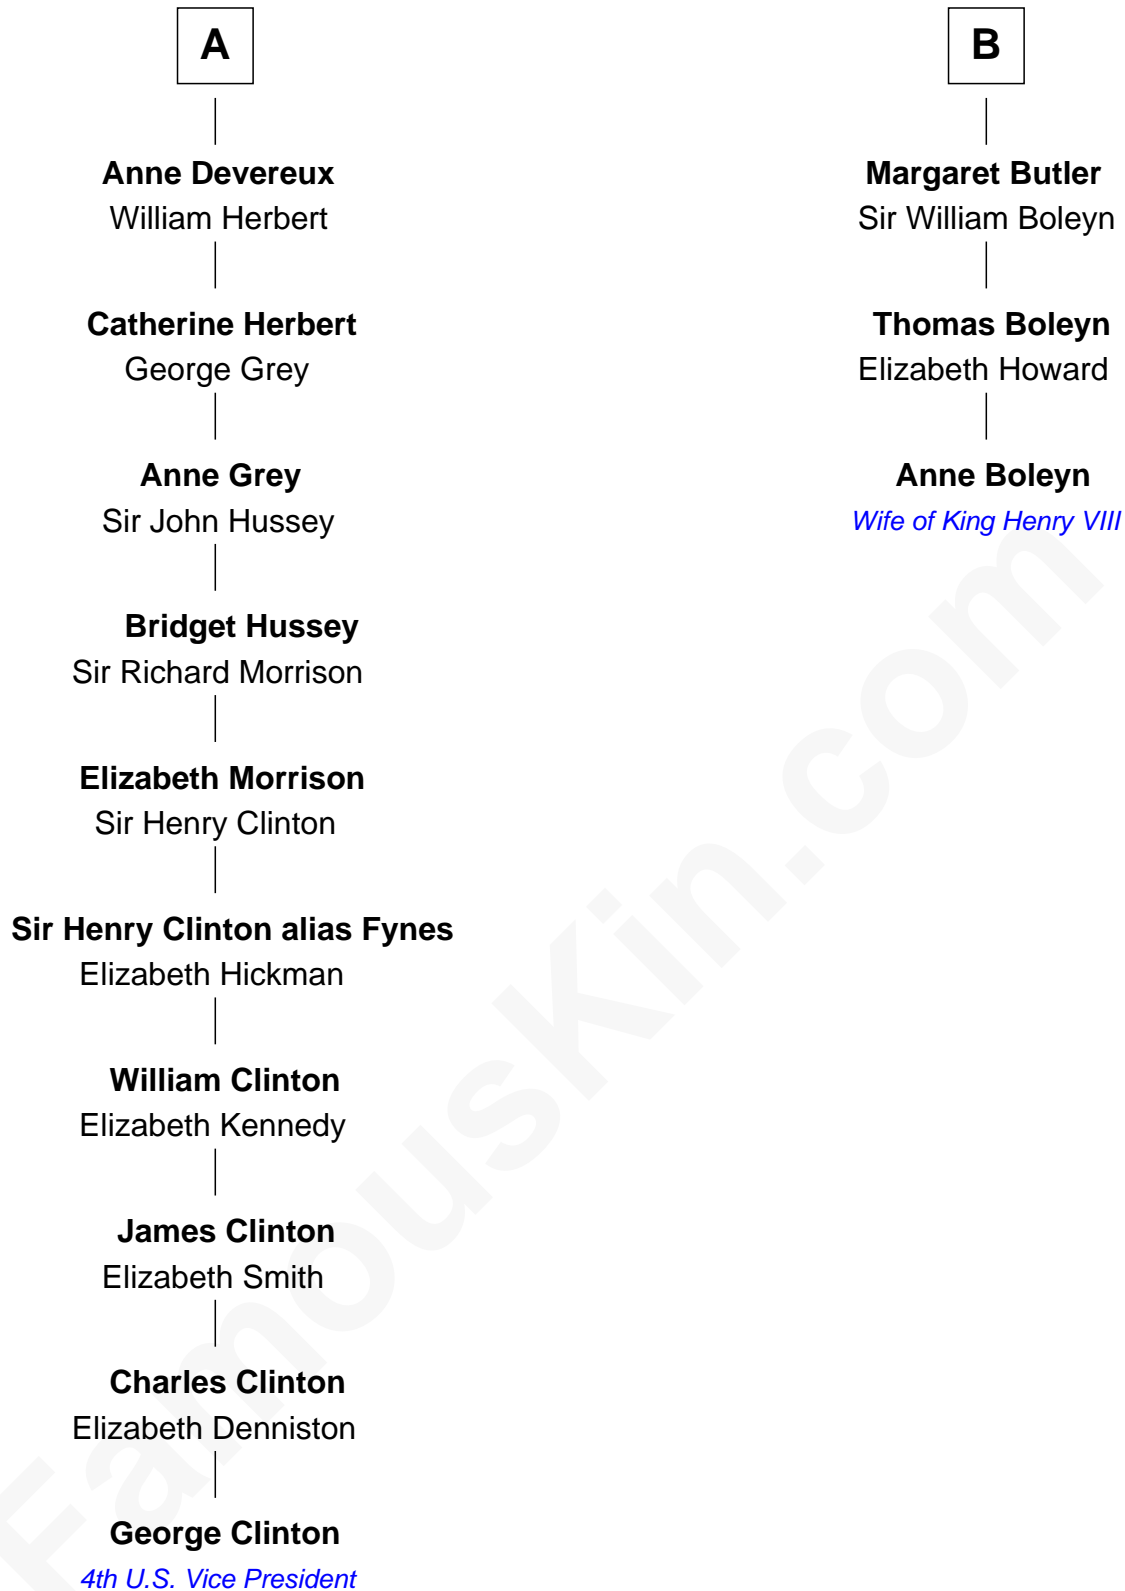 A
Anne Devereux
William Herbert
Catherine Herbert
George Grey
Anne Grey
Sir John Hussey
Bridget Hussey
Sir Richard Morrison
Elizabeth Morrison
Sir Henry Clinton
Sir Henry Clinton alias Fynes
Elizabeth Hickman
William Clinton
Elizabeth Kennedy
James Clinton
Elizabeth Smith
Charles Clinton
Elizabeth Denniston
George Clinton
4th U.S. Vice President
B
Margaret Butler
Sir William Boleyn
Thomas Boleyn
Elizabeth Howard
Anne Boleyn
Wife of King Henry VIII
FamousKin.com